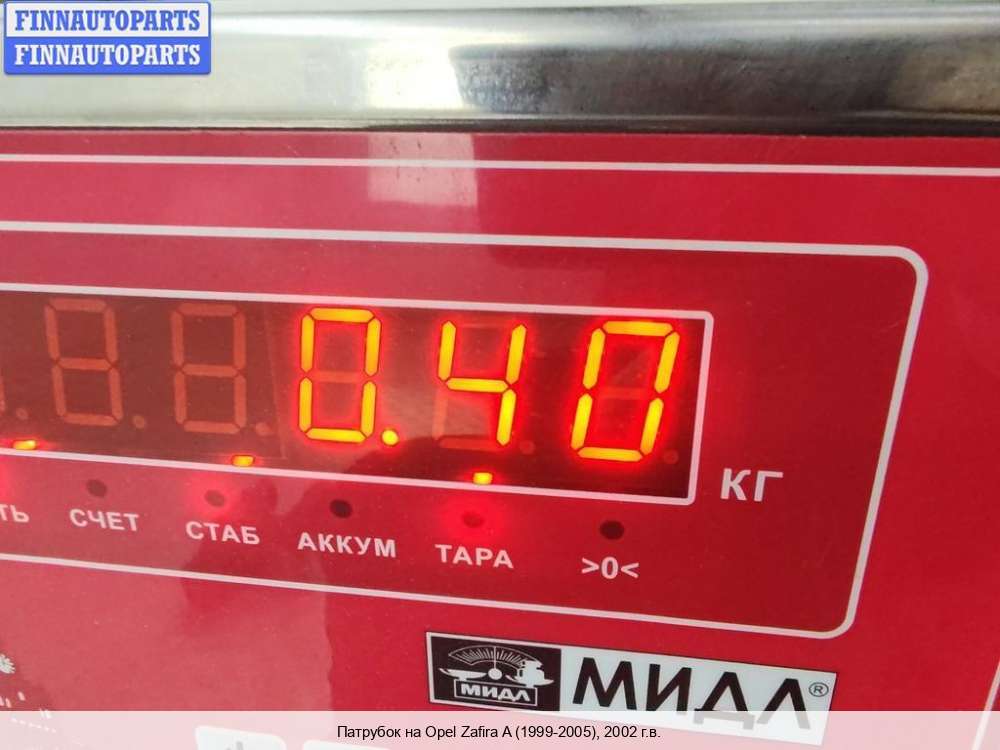 FINNAUTOPARTS
FINNAUTOPARTS
0.40
КГ
ТЬ СЧЕТ СТАБ АККУМ ТАРА >0<
МИДЛ МИДЛ®
Патрубок на Opel Zafira A (1999-2005), 2002 г.в.